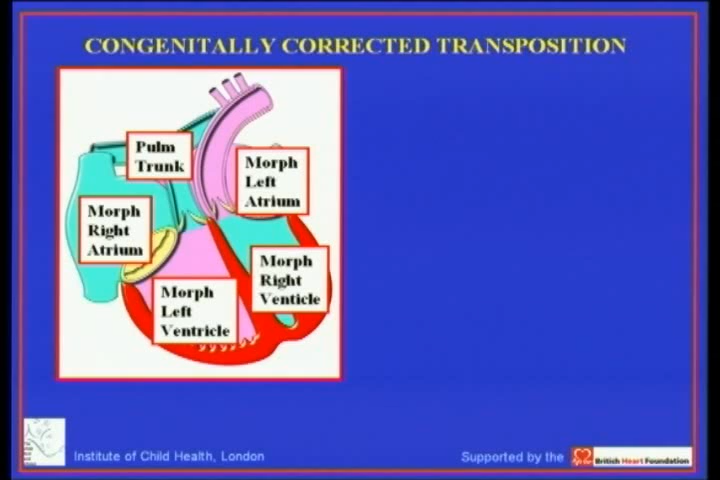 CONGENITALLY CORRECTED TRANSPOSITION
Pulm
Trunk
Morph
Left
Atrium
Morph
Right
Atrium
Morph
Right
Venticle
Morph
Left
Ventricle
Institute of Child Health, London
Supported by the
British Heart Foundation